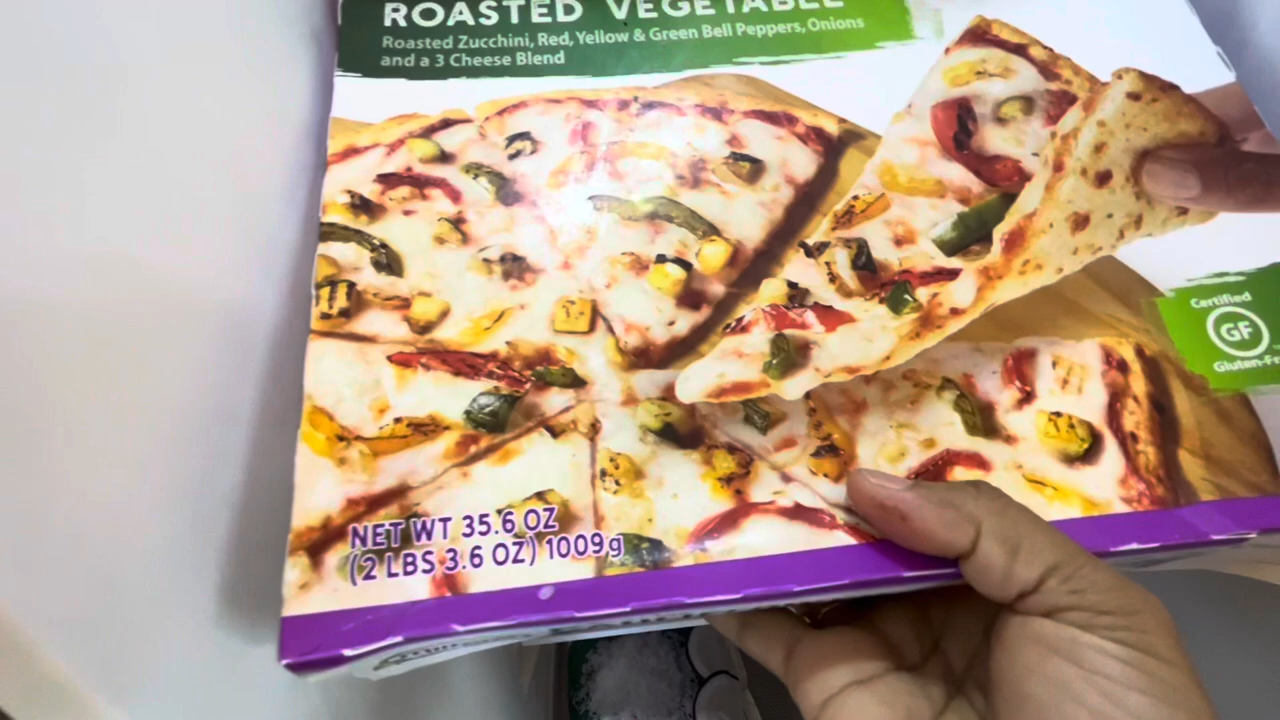 ROASTED VEGETABLE
Roasted Zucchini, Red, Yellow & Green Bell Peppers, Onions
and a 3 Cheese Blend
Certified
GF
NET WT 35.6 OZ
(2 LBS 3.6 OZ) 1009g